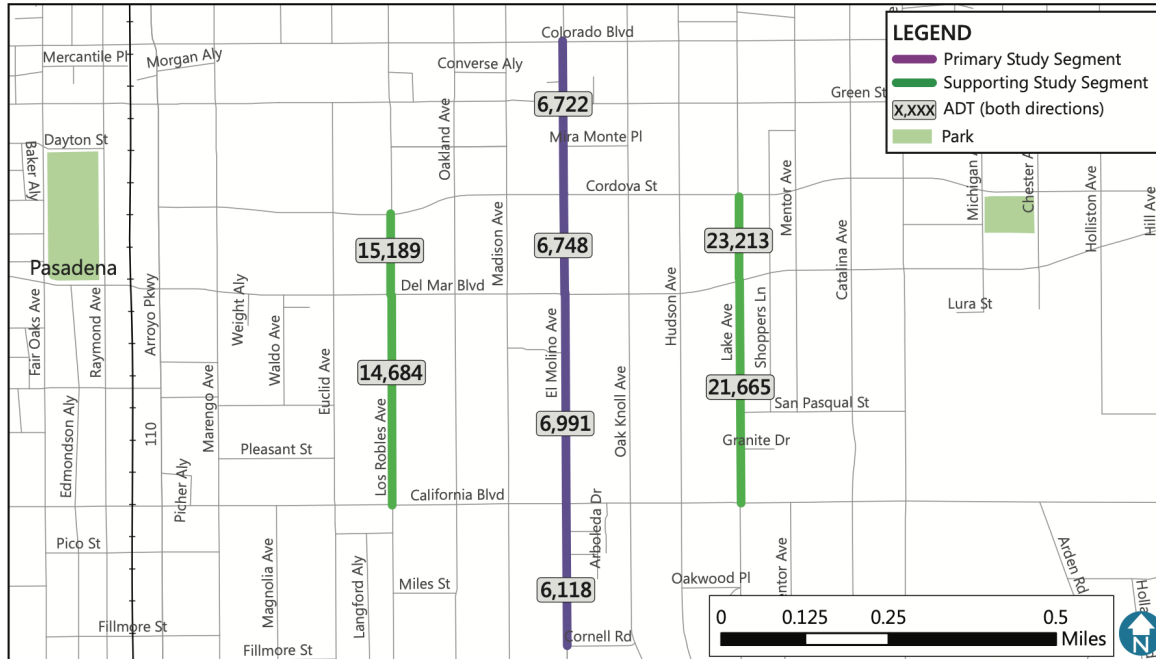 Colorado Blvd
LEGEND
Primary Study Segment
Supporting Study Segment
X,XXX ADT (both directions)
Park
Mercantile Pl
Morgan Aly
Converse Aly
Green St
6,722
Oakland Ave
Mira Monte Pl
Dayton St
Baker Aly
Cordova St
Mentor Ave
Michigan
Chester A
Holliston Ave
Hill Ave
Madison Ave
15,189
6,748
23,213
Catalina Ave
Pasadena
Del Mar Blvd
Fair Oaks Ave
Raymond Ave
Arroyo Pkwy
Weight Aly
Waldo Ave
Hudson Ave
Lake Ave
Shoppers Ln
Lura St
El Molino Ave
Euclid Ave
14,684
21,665
Marengo Ave
Oak Knoll Ave
San Pasqual St
6,991
Edmondson Aly
110
Los Robles Ave
Pleasant St
Granite Dr
Picher Aly
California Blvd
Arboleda Dr
Pico St
Magnolia Ave
Langford Aly
Miles St
6,118
Oakwood Pl
entor Ave
Arden Rd
Holla
Fillmore St
Fillmore St
Cornell Rd
0 0.125 0.25 0.5
Miles
N